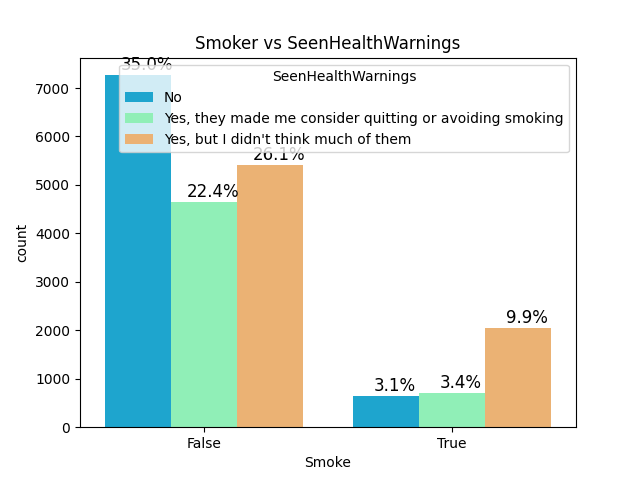 Smoker vs SeenHealthWarnings
SeenHealthWarnings
No
Yes, they made me consider quitting or avoiding smoking
Yes, but I didn't think much of them
35.0%
22.4%
26.1%
3.1%
3.4%
9.9%
7000
6000
5000
4000
3000
2000
1000
0
count
False
True
Smoke